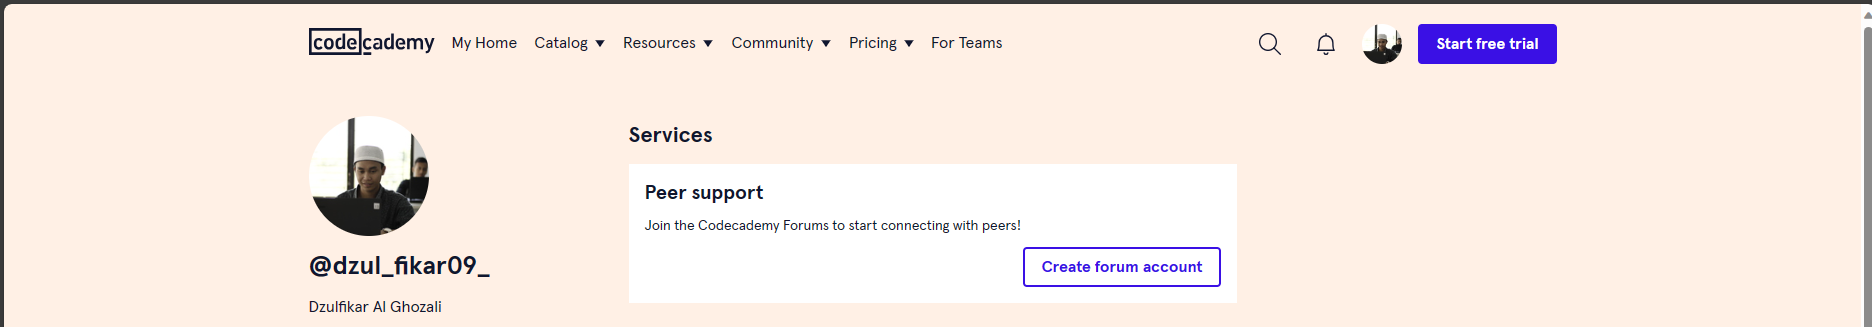 codecademy My Home Catalog Resources Community Pricing For Teams Start free trial
@dzul_fikar09_
Dzulfikar Al Ghozali
Services
Peer support
Join the Codecademy Forums to start connecting with peers!
Create forum account